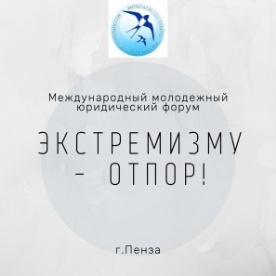 Международный молодежный
юридический форум
ЭКСТРЕМИЗМУ
- ОТПОР!
г.Пенза